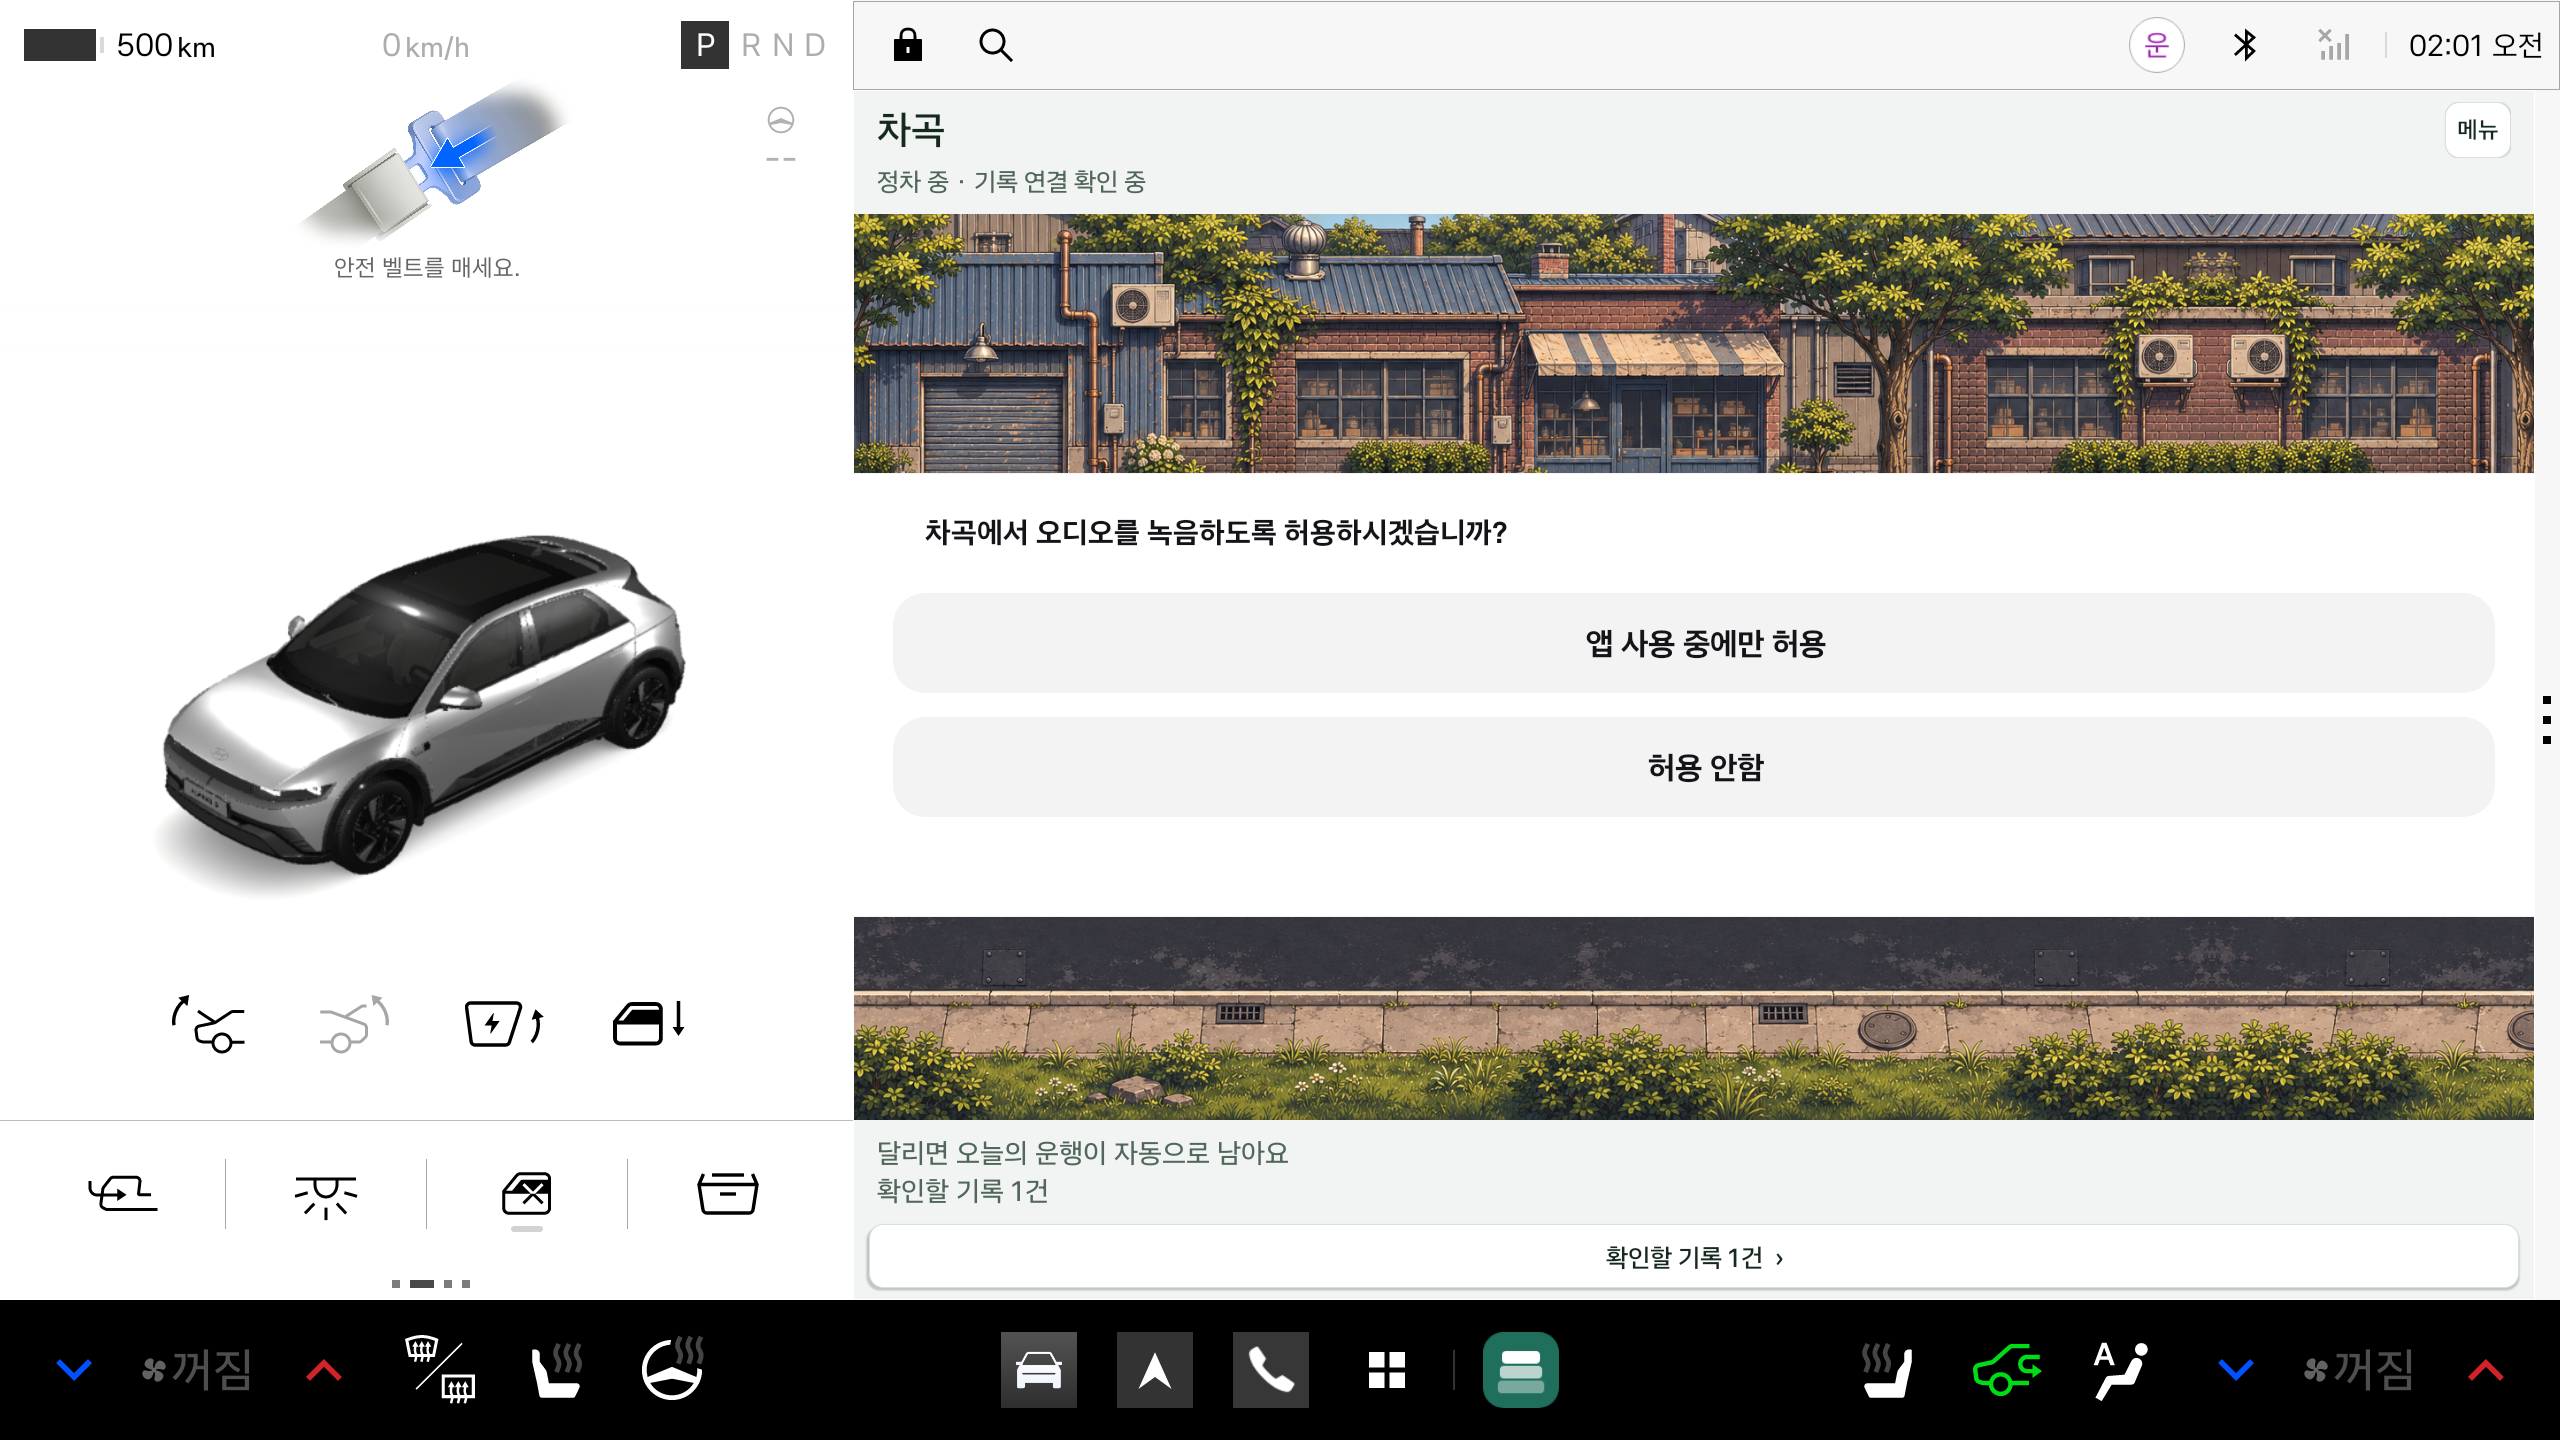 500 km
0 km/h
P R N D
02:01 오전
운
안전 벨트를 매세요.
차곡
메뉴
정차 중 · 기록 연결 확인 중
차곡에서 오디오를 녹음하도록 허용하시겠습니까?
앱 사용 중에만 허용
허용 안함
달리면 오늘의 운행이 자동으로 남아요
확인할 기록 1건
확인할 기록 1건 ›
꺼짐
A
꺼짐